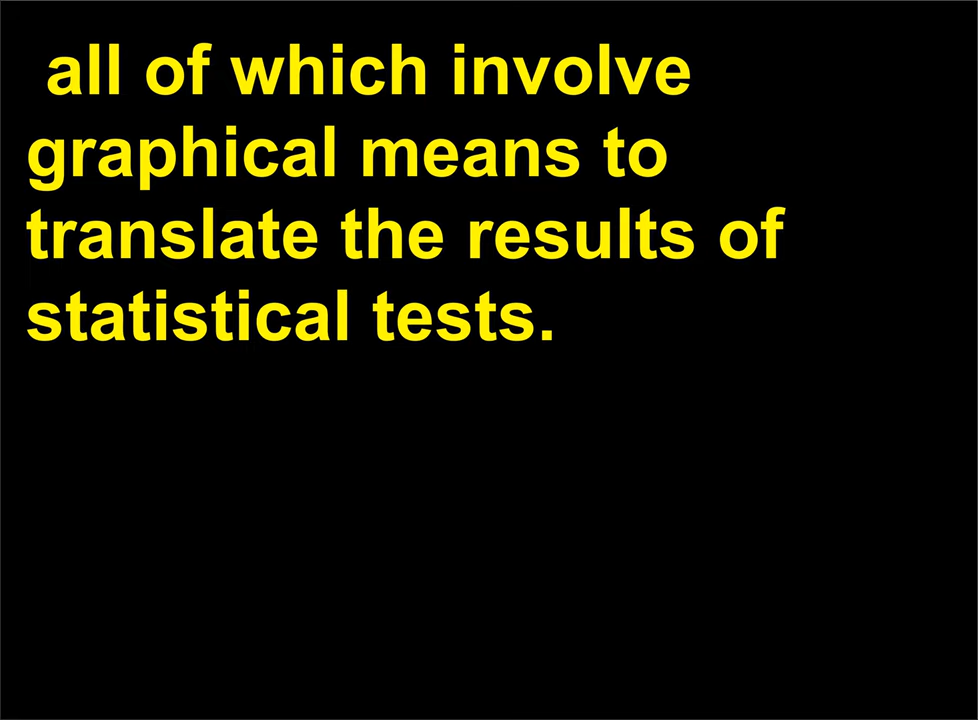 all of which involve
graphical means to
translate the results of
statistical tests.